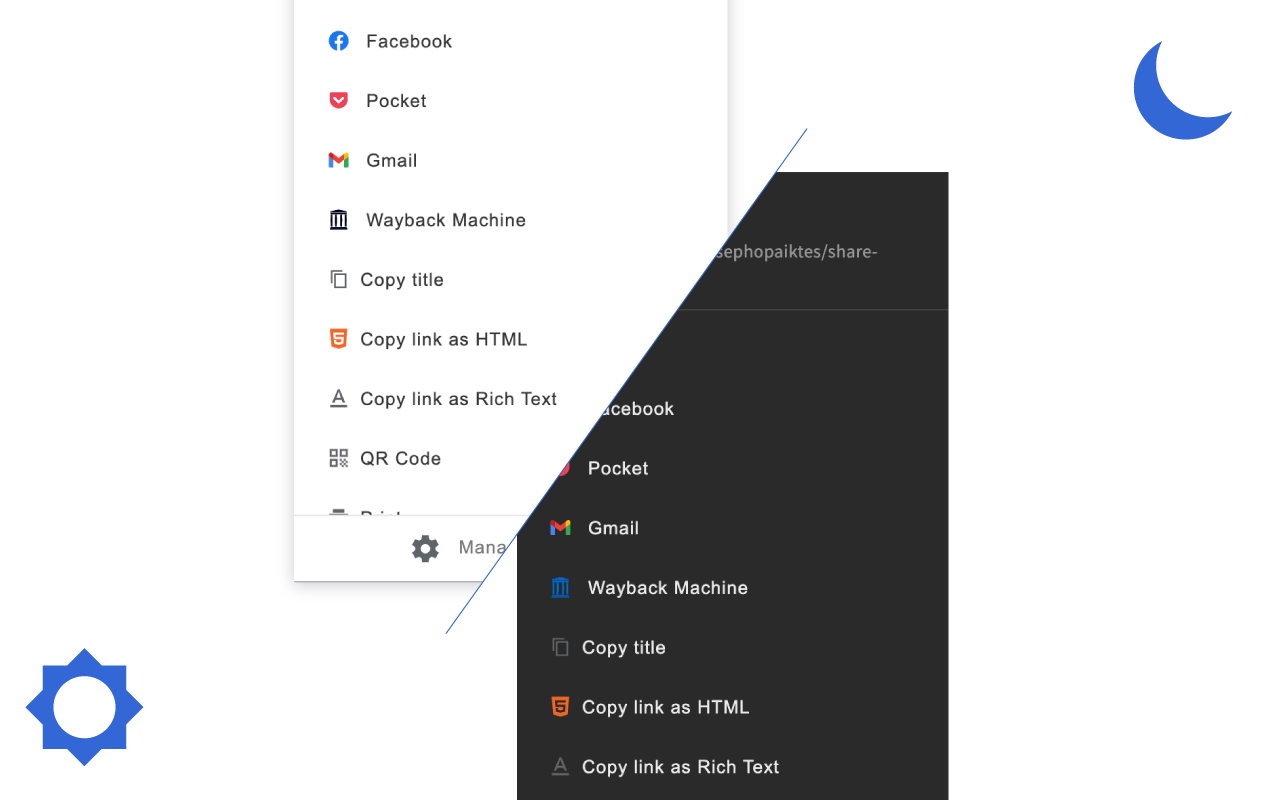 Facebook
Pocket
Gmail
Wayback Machine
Copy title
Copy link as HTML
Copy link as Rich Text
QR Code
Mana
sephopaiktes/share-
acebook
Pocket
Gmail
Wayback Machine
Copy title
Copy link as HTML
Copy link as Rich Text